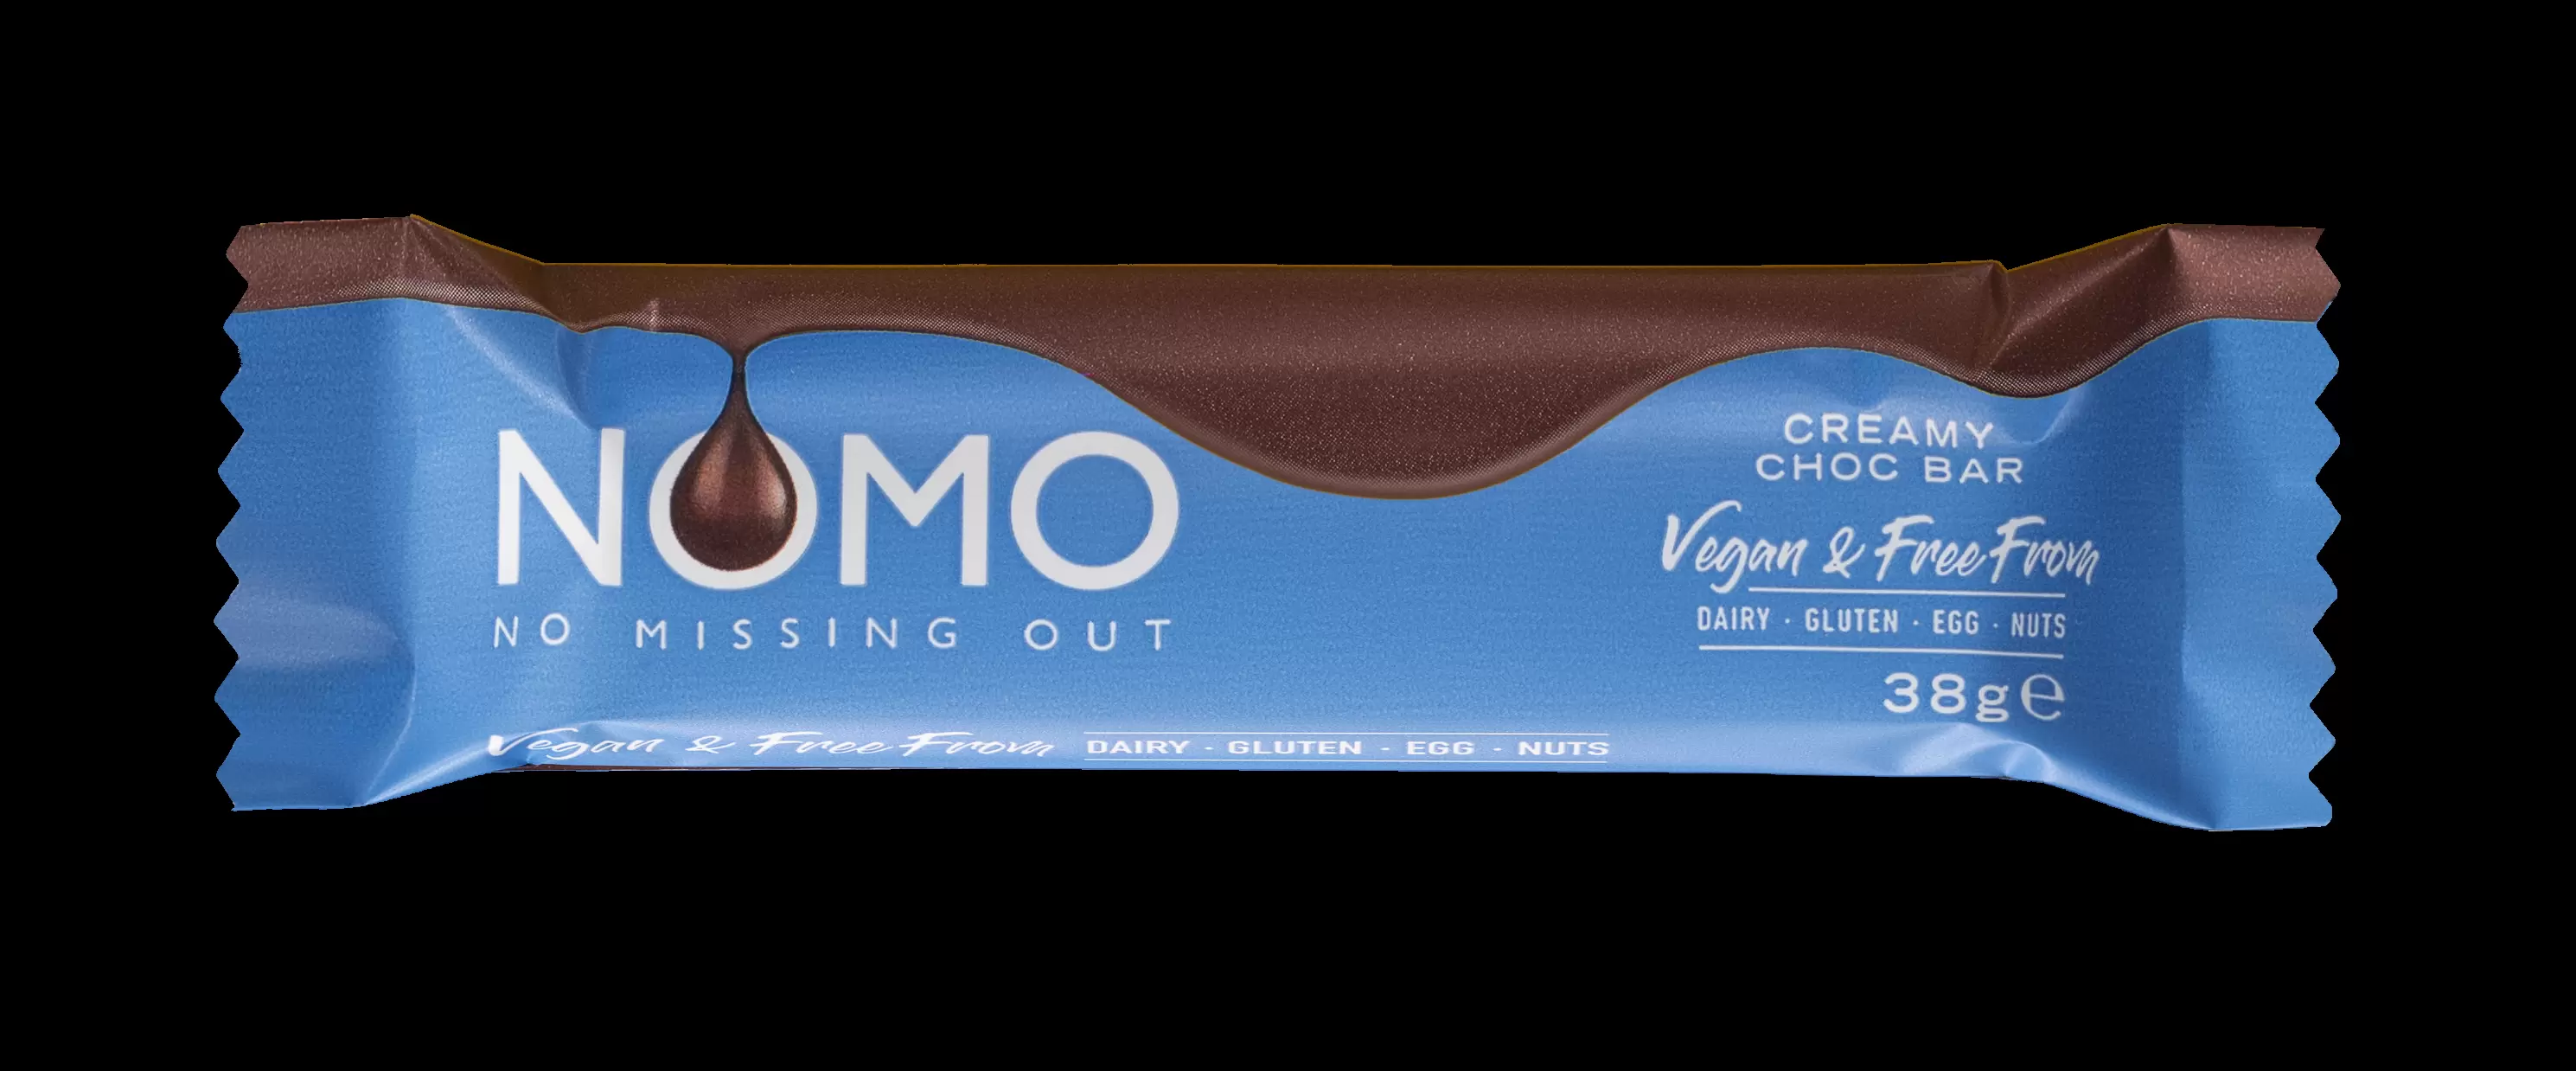 NOMO
NO MISSING OUT
CREAMY
CHOC BAR
Vegan & Free From
DAIRY · GLUTEN · EGG · NUTS
38g℮
Vegan & Free From DAIRY · GLUTEN · EGG · NUTS